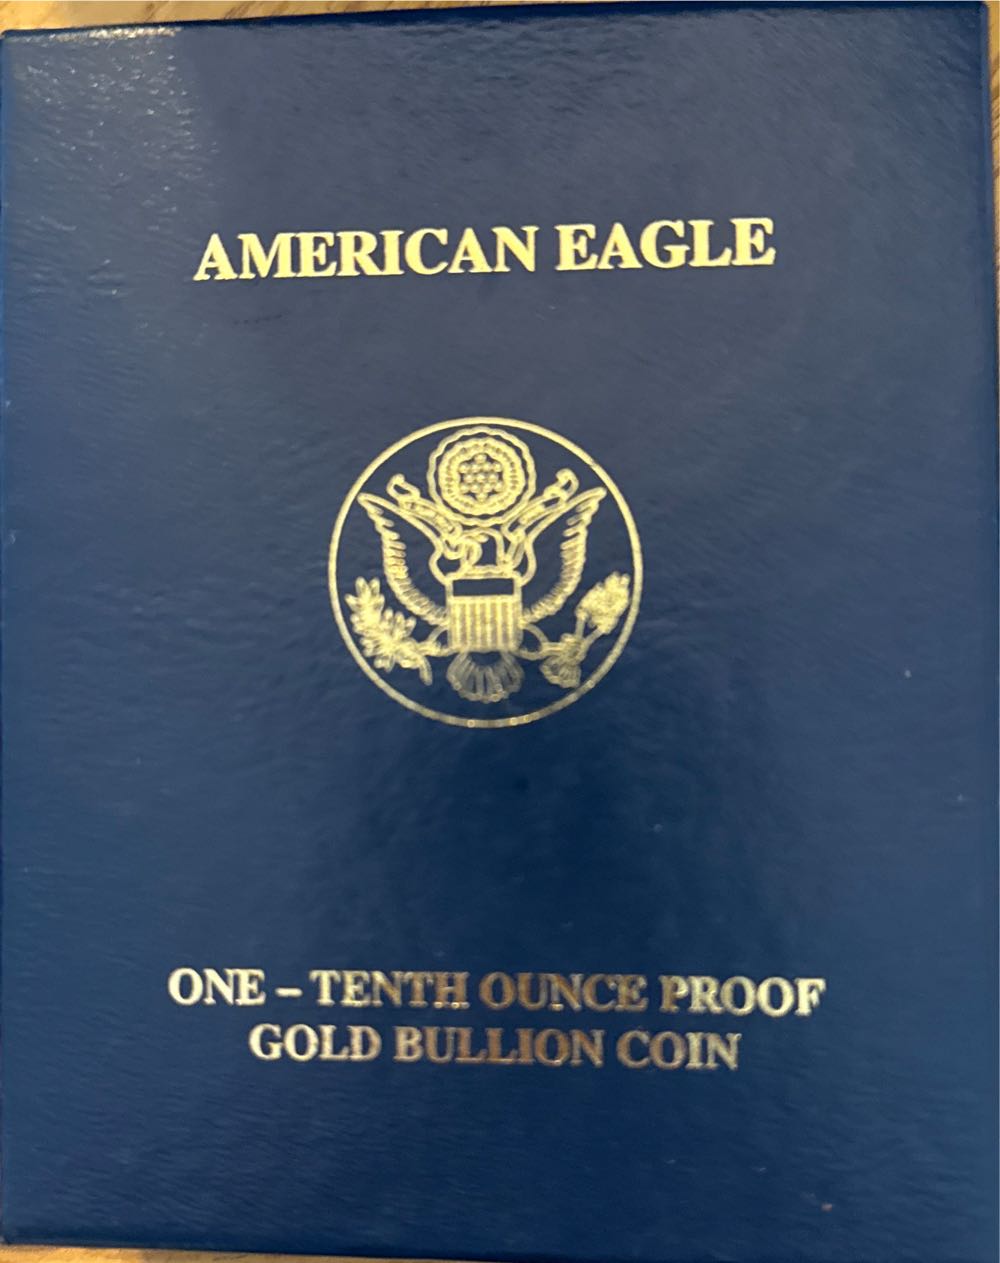 AMERICAN EAGLE
ONE – TENTH OUNCE PROOF
GOLD BULLION COIN